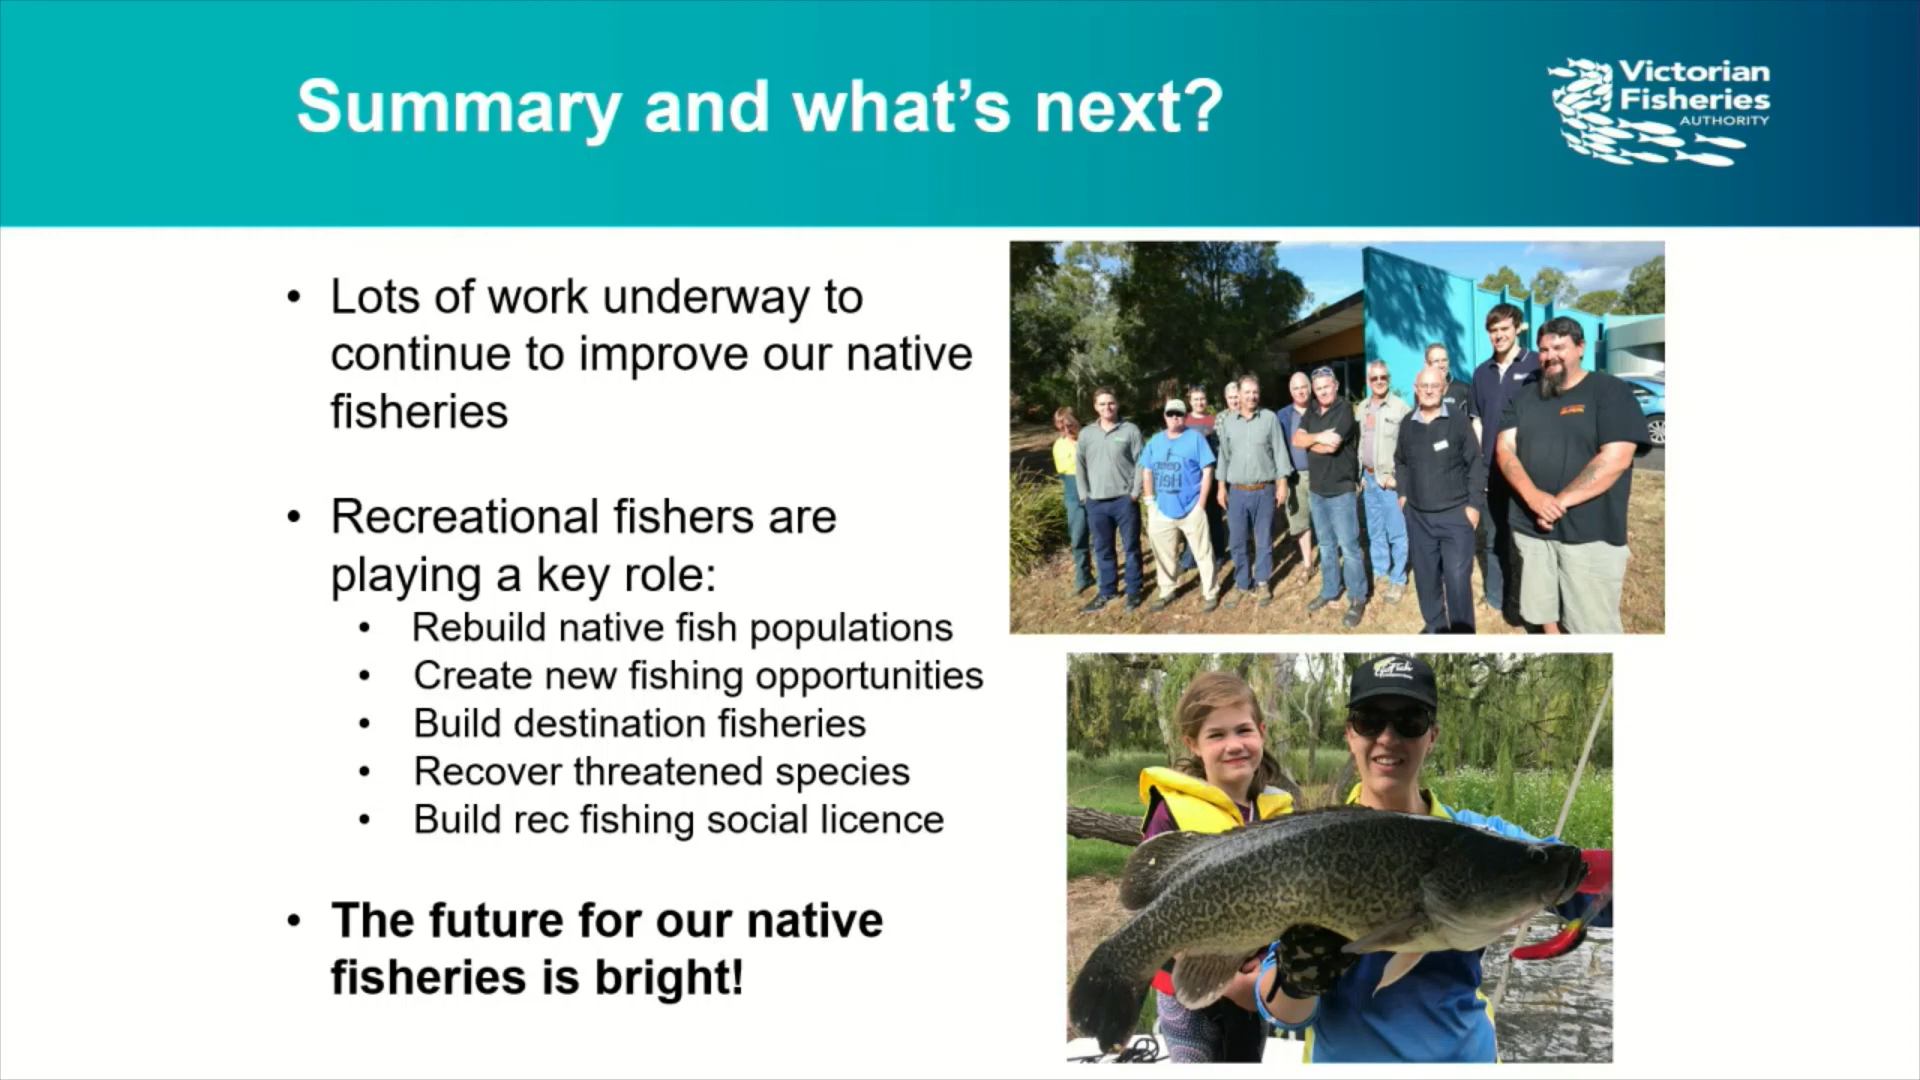 Summary and what's next?
Victorian
Fisheries
AUTHORITY
• Lots of work underway to
continue to improve our native
fisheries
• Recreational fishers are
playing a key role:
• Rebuild native fish populations
• Create new fishing opportunities
• Build destination fisheries
• Recover threatened species
• Build rec fishing social licence
• The future for our native
fisheries is bright!